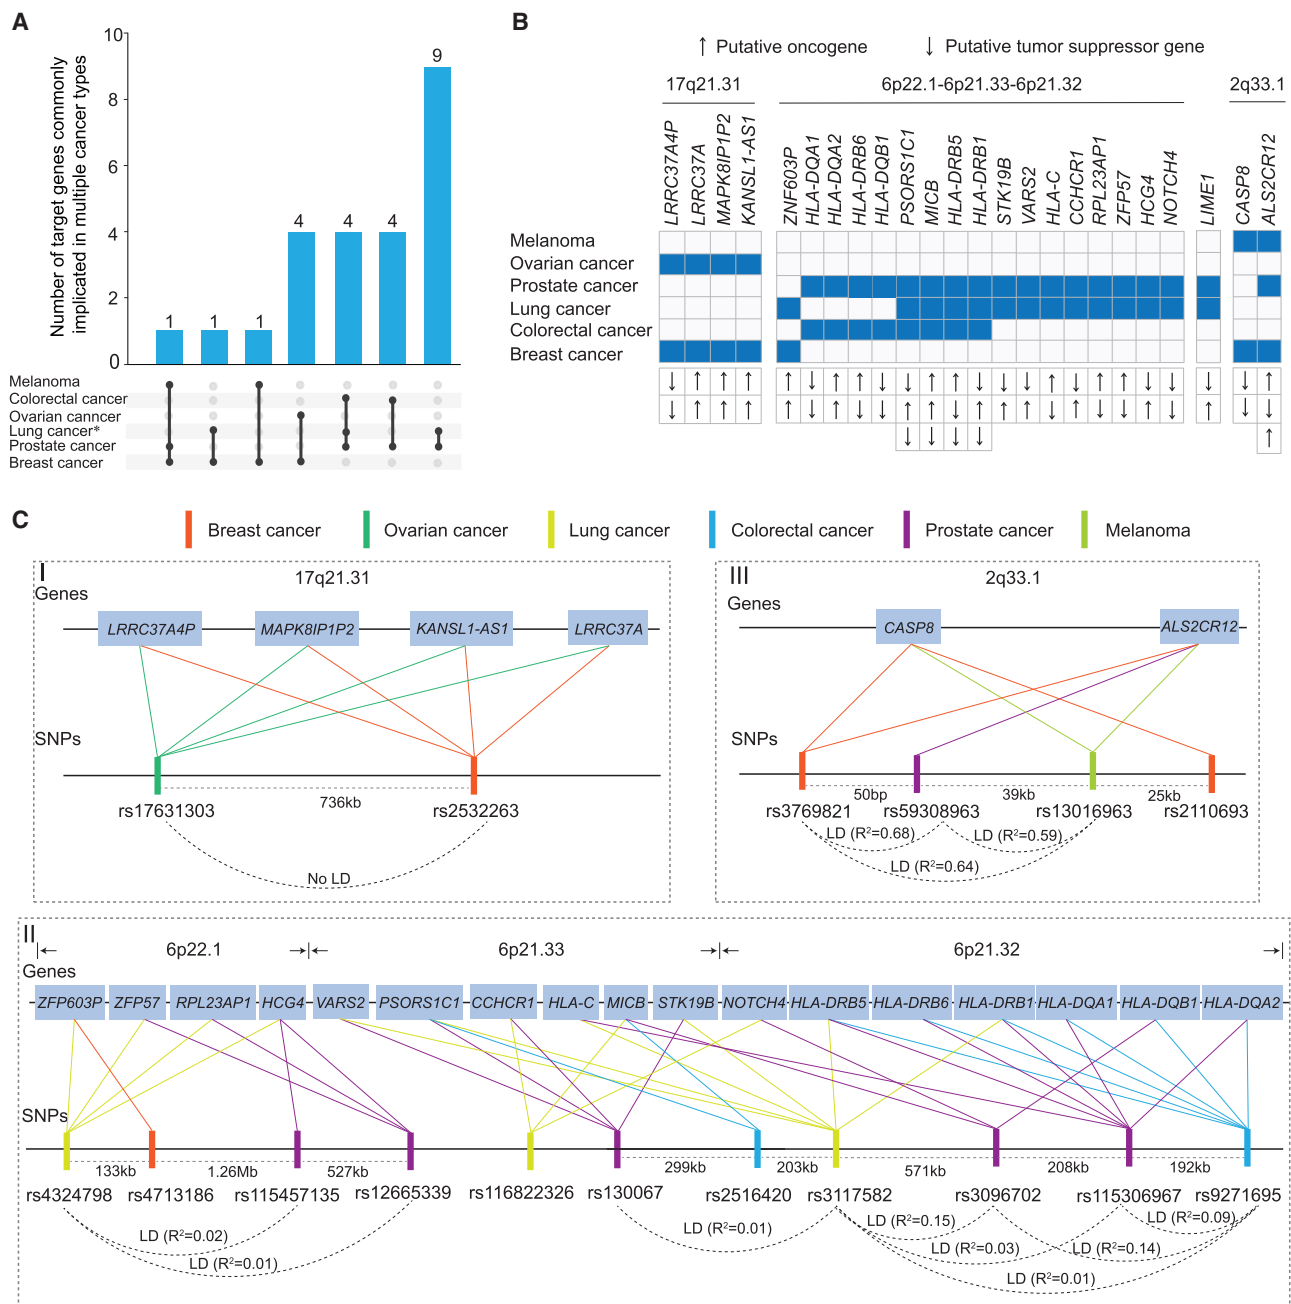 A
Number of target genes commonly
implicated in multiple cancer types
10
8
6
4
2
0
1
1
1
4
4
4
9
Melanoma
Colorectal cancer
Ovarian canncer
Lung cancer*
Prostate cancer
Breast cancer
B
↑ Putative oncogene ↓ Putative tumor suppressor gene
17q21.31 6p22.1-6p21.33-6p21.32 2q33.1
LRRC37A4P
LRRC37A
MAPK8IP1P2
KANSL1-AS1
ZNF603P
HLA-DQA1
HLA-DQA2
HLA-DRB6
HLA-DQB1
PSORS1C1
MICB
HLA-DRB5
HLA-DRB1
STK19B
VARS2
HLA-C
CCHCR1
RPL23AP1
ZFP57
HCG4
NOTCH4
LIME1
CASP8
ALS2CR12
Melanoma
Ovarian cancer
Prostate cancer
Lung cancer
Colorectal cancer
Breast cancer
↓ ↑ ↑ ↑ ↑ ↓ ↑ ↑ ↓ ↓ ↑ ↑ ↓ ↓ ↓ ↑ ↓ ↑ ↑ ↓ ↓ ↓ ↓ ↑
↓ ↓ ↑ ↑ ↑ ↓ ↑ ↑ ↓ ↑ ↑ ↓ ↑ ↑ ↑ ↓ ↑ ↓ ↓ ↑ ↓ ↑ ↓ ↓
↓ ↓ ↓ ↓ ↑
C
Breast cancer Ovarian cancer Lung cancer Colorectal cancer Prostate cancer Melanoma
I
17q21.31
Genes
LRRC37A4P MAPK8IP1P2 KANSL1-AS1 LRRC37A
SNPs
736kb
rs17631303 rs2532263
No LD
III
2q33.1
Genes
CASP8 ALS2CR12
SNPs
50bp 39kb 25kb
rs3769821 rs59308963 rs13016963 rs2110693
LD (R²=0.68) LD (R²=0.59)
LD (R²=0.64)
II
6p22.1 6p21.33 6p21.32
Genes
ZFP603P ZFP57 RPL23AP1 HCG4 VARS2 PSORS1C1 CCHCR1 HLA-C MICB STK19B NOTCH4 HLA-DRB5 HLA-DRB6 HLA-DRB1 HLA-DQA1 HLA-DQB1 HLA-DQA2
SNPs
133kb 1.26Mb 527kb 299kb 203kb 571kb 208kb 192kb
rs4324798 rs4713186 rs115457135 rs12665339 rs116822326 rs130067 rs2516420 rs3117582 rs3096702 rs115306967 rs9271695
LD (R²=0.02) LD (R²=0.01) LD (R²=0.15) LD (R²=0.09)
LD (R²=0.01) LD (R²=0.03) LD (R²=0.14)
LD (R²=0.01)